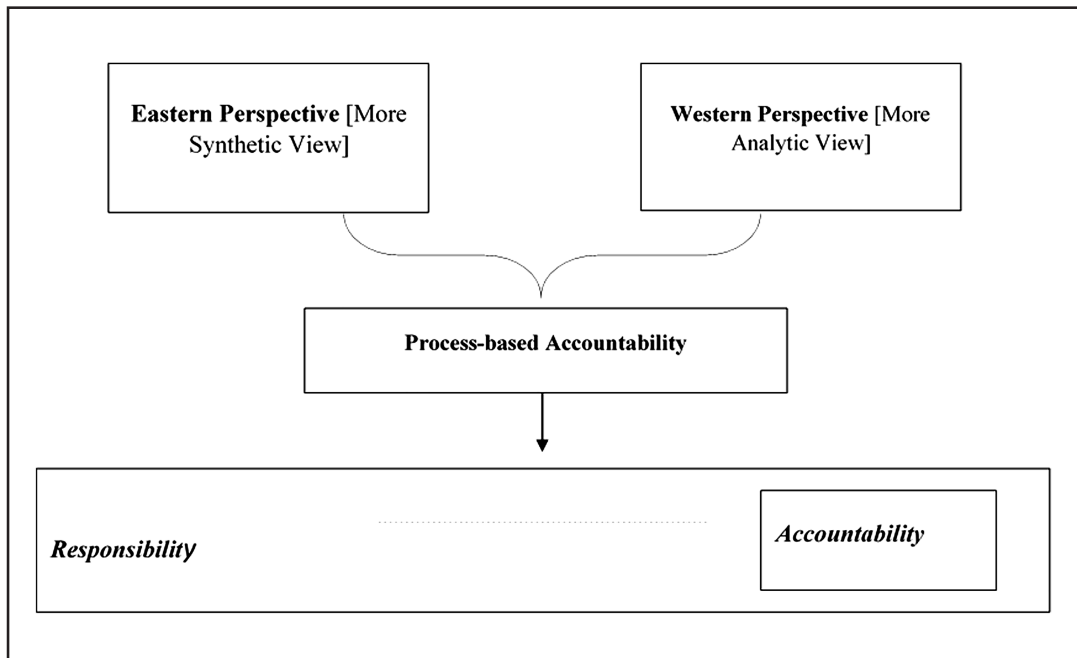 Eastern Perspective [More
Synthetic View]
Western Perspective [More
Analytic View]
Process-based Accountability
Responsibility
Accountability